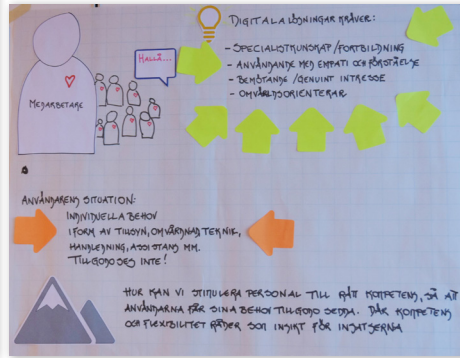 DIGITALA LÖSNINGAR KRÄVER:
- SPECIALISTKUNSKAP / FORTBILDNING
- ANVÄNDANDE MED EMPATI OCH FÖRSTÅELSE
- BEMÖTANDE / GENUINT INTRESSE
- OMVÄRLDSORIENTERAR
HALLÅ...
MEDARBETARE
ANVÄNDARENS SITUATION:
INDIVIDUELLA BEHOV
I FORM AV TILLSYN, OMVÅRDNAD TEKNIK,
HANDLEDNING, ASSISTANS MM.
TILLGODOSES INTE!
HUR KAN VI STIMULERA PERSONAL TILL RÄTT KOMPETENS, SÅ ATT
ANVÄNDARNA FÅR SINA BEHOV TILLGODOSEDDA. DÄR KOMPETENS
OCH FLEXIBILITET RÅDER SOM INSIKT FÖR INSATSERNA